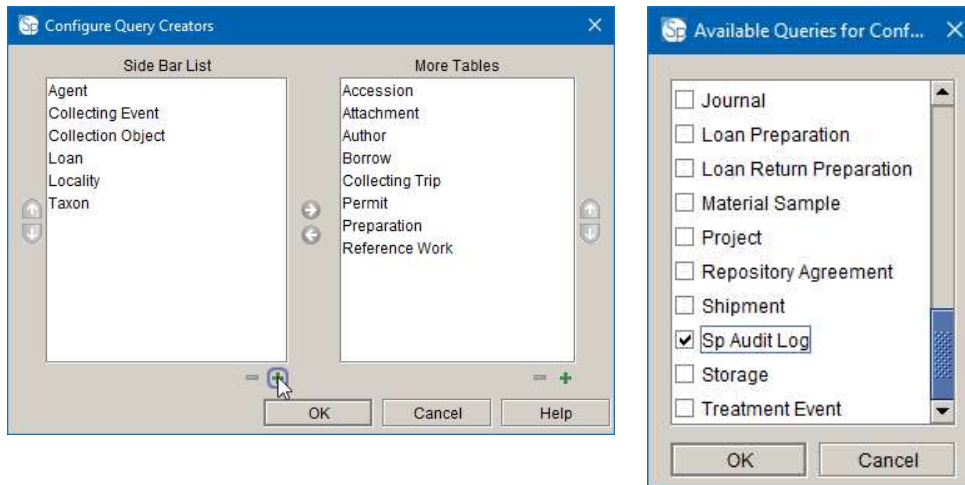 Sp Configure Query Creators
Side Bar List
Agent
Collecting Event
Collection Object
Loan
Locality
Taxon
More Tables
Accession
Attachment
Author
Borrow
Collecting Trip
Permit
Preparation
Reference Work
OK Cancel Help
Sp Available Queries for Conf...
Journal
Loan Preparation
Loan Return Preparation
Material Sample
Project
Repository Agreement
Shipment
Sp Audit Log
Storage
Treatment Event
OK Cancel